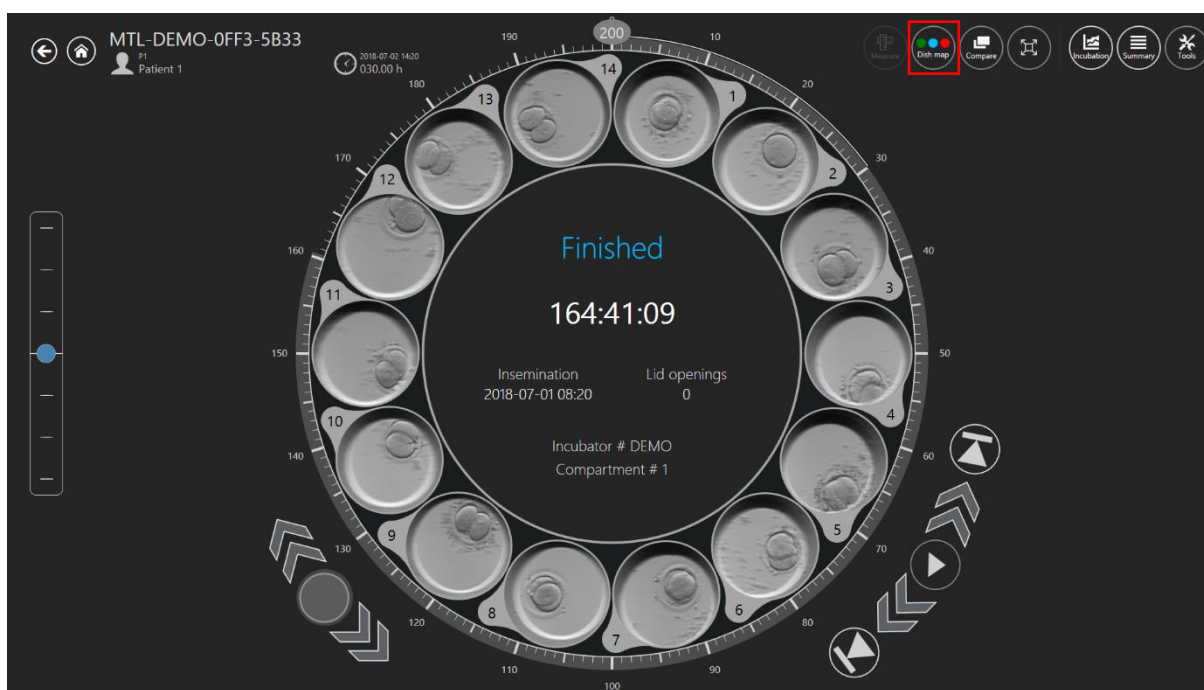 MTL-DEMO-0FF3-5B33
P1
Patient 1
2018-07-02 14:20
030.00 h
Measure
Dish map
Compare
Incubation
Summary
Tools
200
10
20
30
40
50
60
70
80
90
100
110
120
130
140
150
160
170
180
190
1
2
3
4
5
6
7
8
9
10
11
12
13
14
Finished
164:41:09
Insemination
2018-07-01 08:20
Lid openings
0
Incubator # DEMO
Compartment # 1